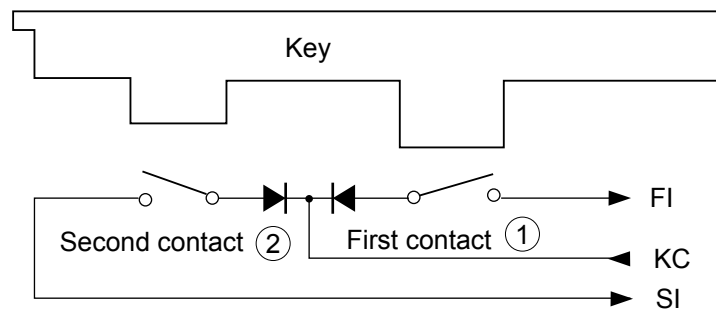 Key
FI
Second contact ②
First contact ①
KC
SI